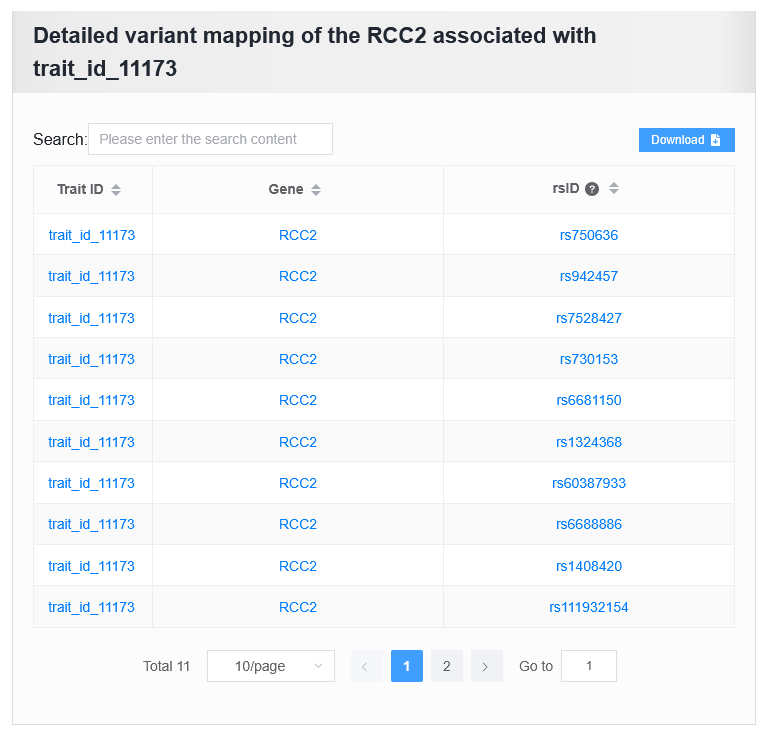 Detailed variant mapping of the RCC2 associated with
trait_id_11173
Search: Please enter the search content Download
Trait ID Gene rsID ?
trait_id_11173 RCC2 rs750636
trait_id_11173 RCC2 rs942457
trait_id_11173 RCC2 rs7528427
trait_id_11173 RCC2 rs730153
trait_id_11173 RCC2 rs6681150
trait_id_11173 RCC2 rs1324368
trait_id_11173 RCC2 rs60387933
trait_id_11173 RCC2 rs6688886
trait_id_11173 RCC2 rs1408420
trait_id_11173 RCC2 rs111932154
Total 11 10/page 1 2 Go to 1